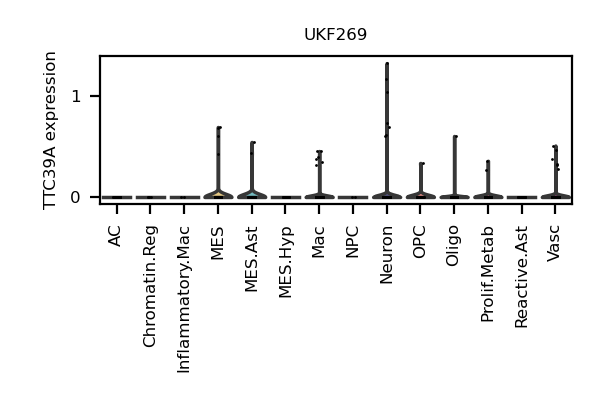 UKF269
TTC39A expression
1
0
AC
Chromatin.Reg
Inflammatory.Mac
MES
MES.Ast
MES.Hyp
Mac
NPC
Neuron
OPC
Oligo
Prolif.Metab
Reactive.Ast
Vasc